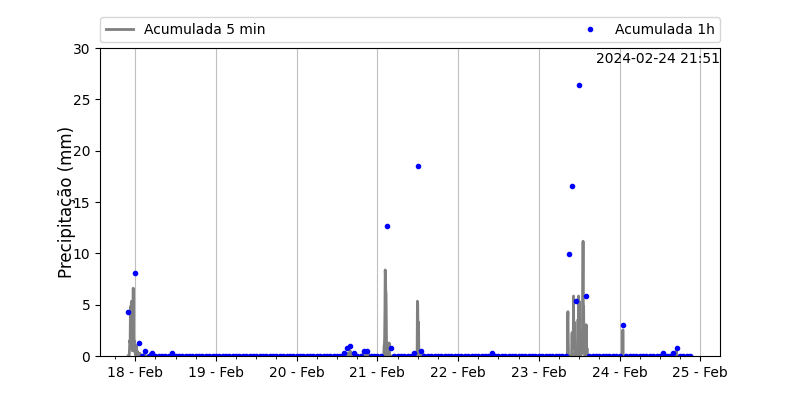 Acumulada 5 min Acumulada 1h
2024-02-24 21:51
Precipitação (mm)
30
25
20
15
10
5
0
18 - Feb 19 - Feb 20 - Feb 21 - Feb 22 - Feb 23 - Feb 24 - Feb 25 - Feb